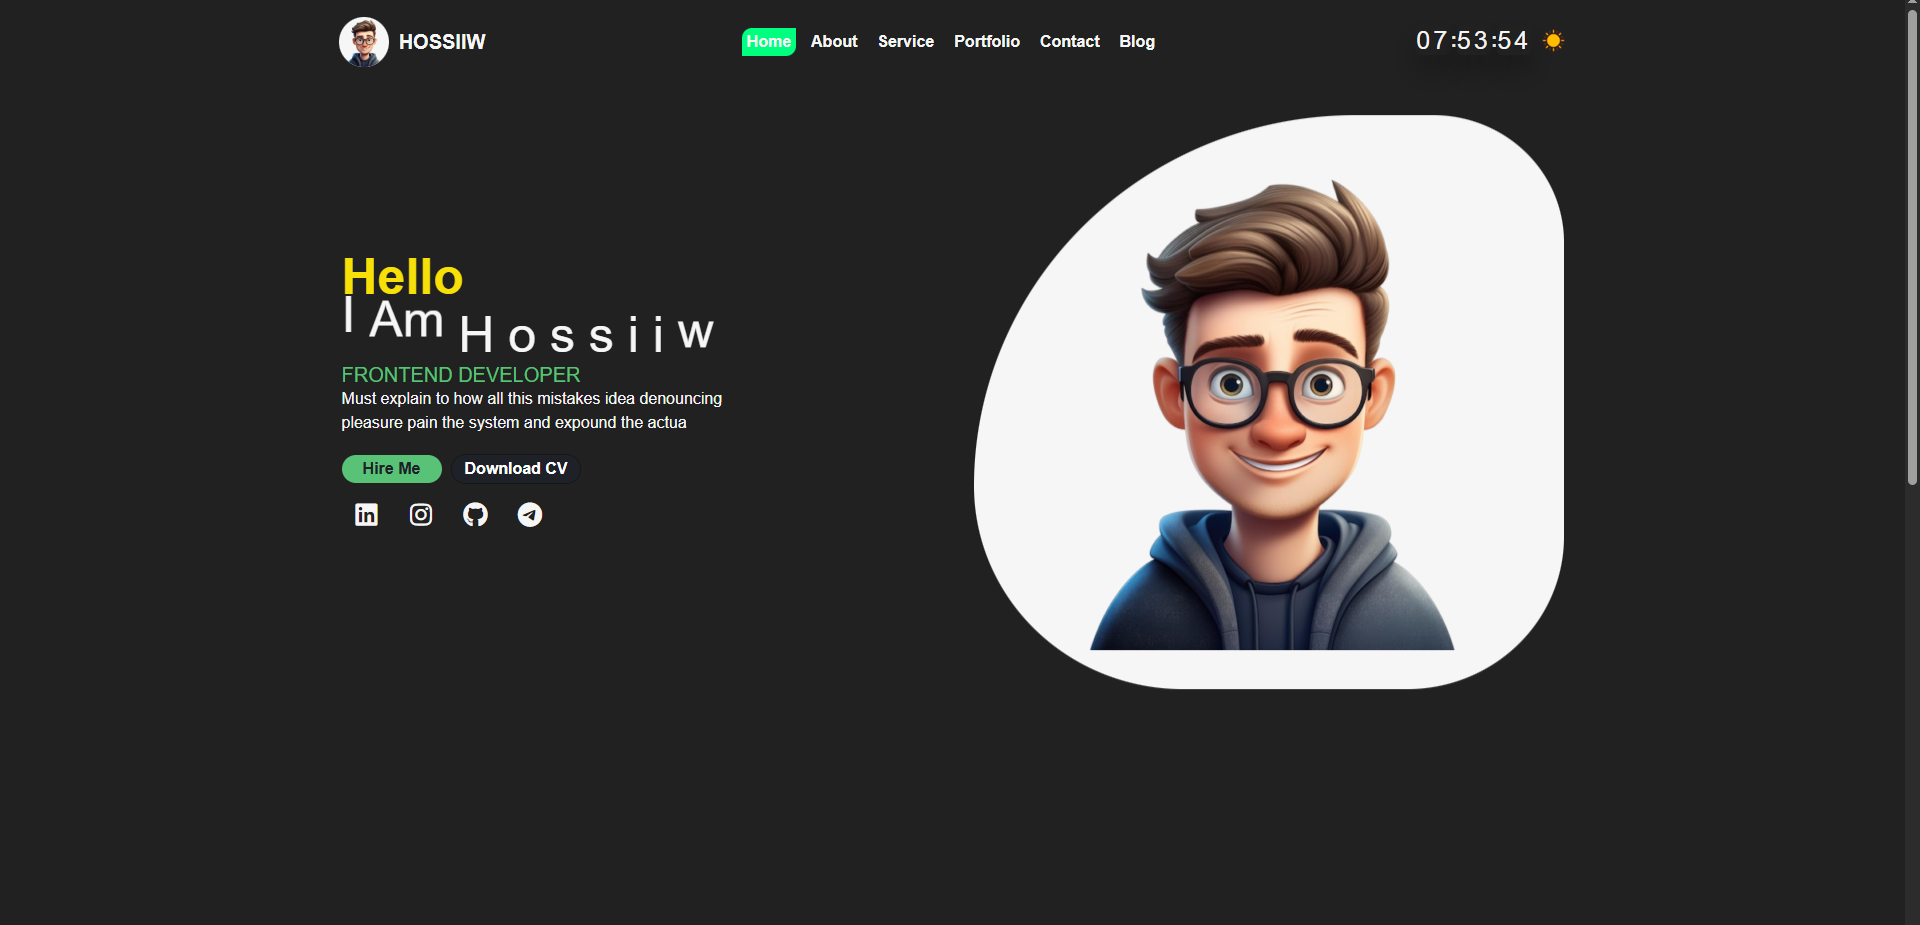 HOSSIIW
Home About Service Portfolio Contact Blog
07:53:54
Hello
I Am Hossiiw
FRONTEND DEVELOPER
Must explain to how all this mistakes idea denouncing
pleasure pain the system and expound the actua
Hire Me Download CV
in